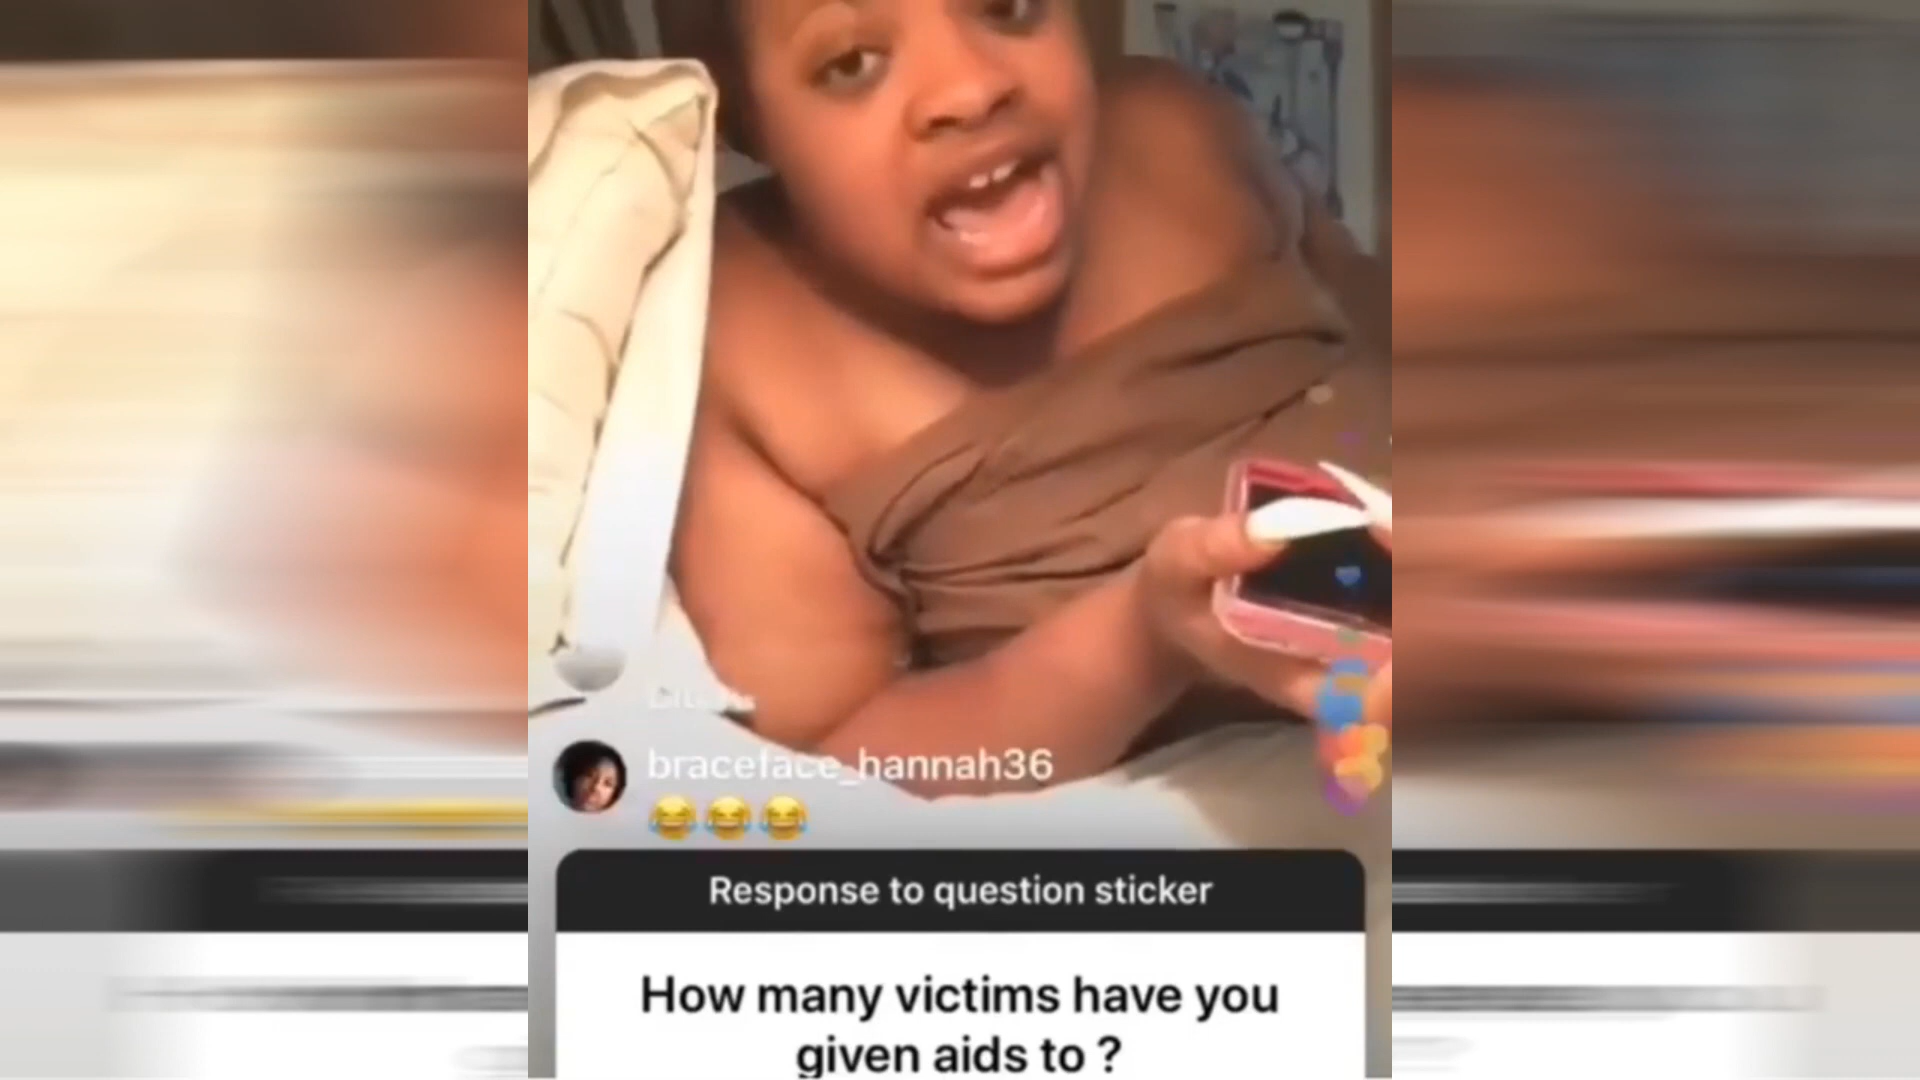 braceface_hannah36
😂😂😂
Response to question sticker
How many victims have you
given aids to ?